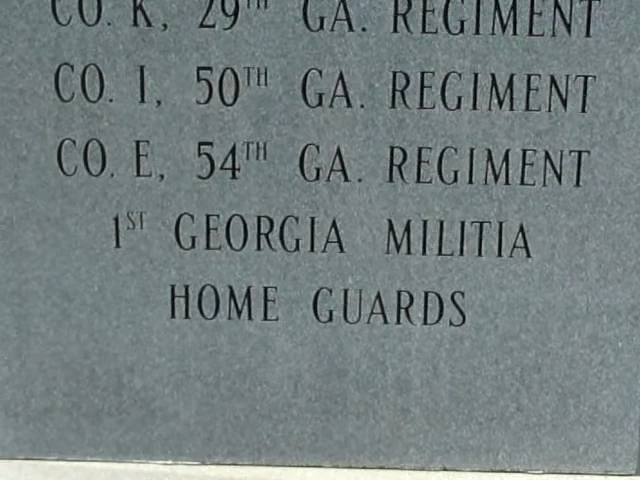 CO. K, 29TH GA. REGIMENT
CO. I, 50TH GA. REGIMENT
CO. E, 54TH GA. REGIMENT
1ST GEORGIA MILITIA
HOME GUARDS